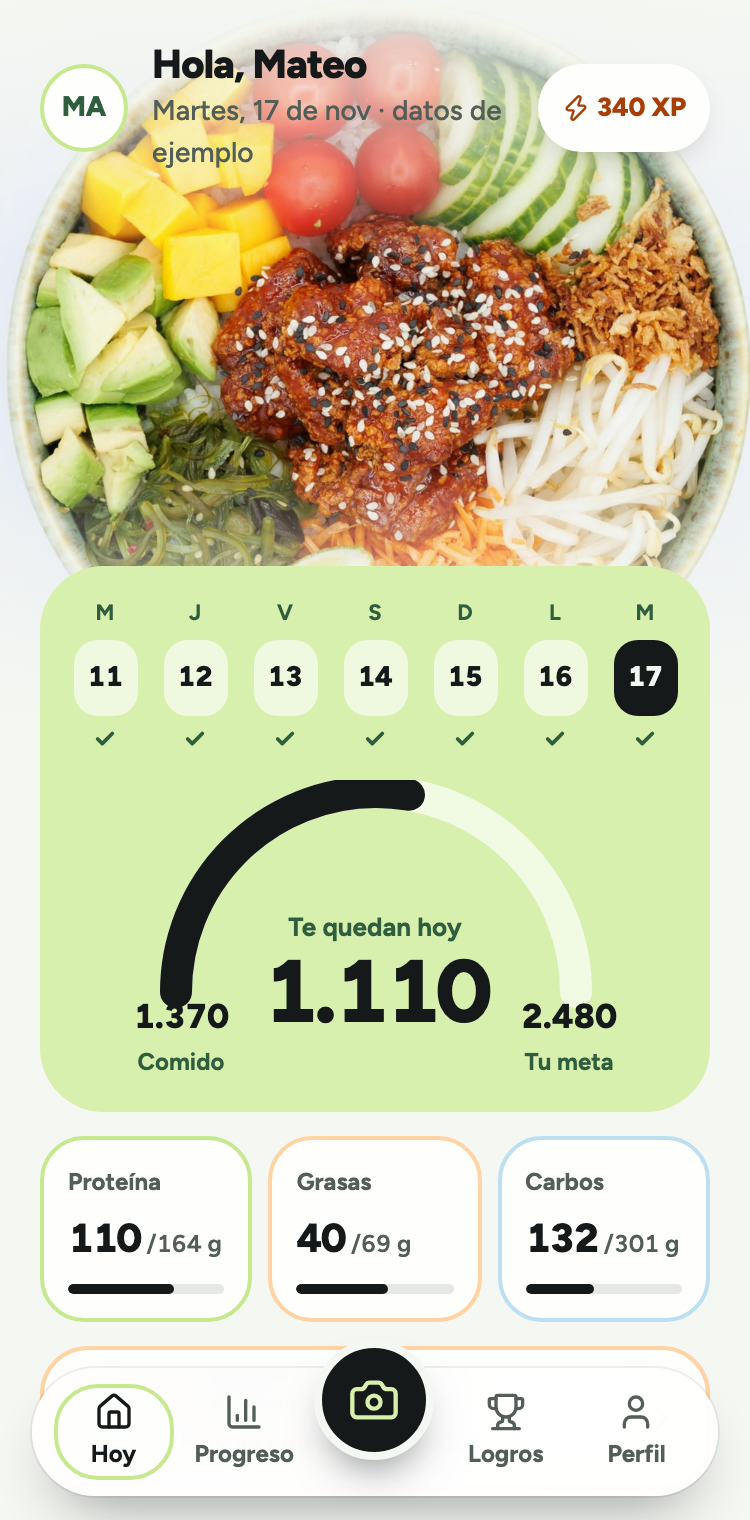 MA
Hola, Mateo
Martes, 17 de nov · datos de
ejemplo
340 XP
M J V S D L M
11 12 13 14 15 16 17
Te quedan hoy
1.110
1.370
Comido
2.480
Tu meta
Proteína
110 /164 g
Grasas
40 /69 g
Carbos
132 /301 g
Hoy
Progreso
Logros
Perfil